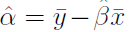 α̂ = ȳ − β̂x̄